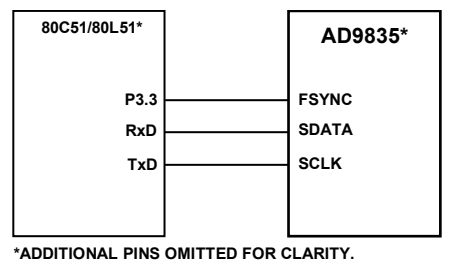 80C51/80L51*
AD9835*
P3.3
FSYNC
RxD
SDATA
TxD
SCLK
*ADDITIONAL PINS OMITTED FOR CLARITY.